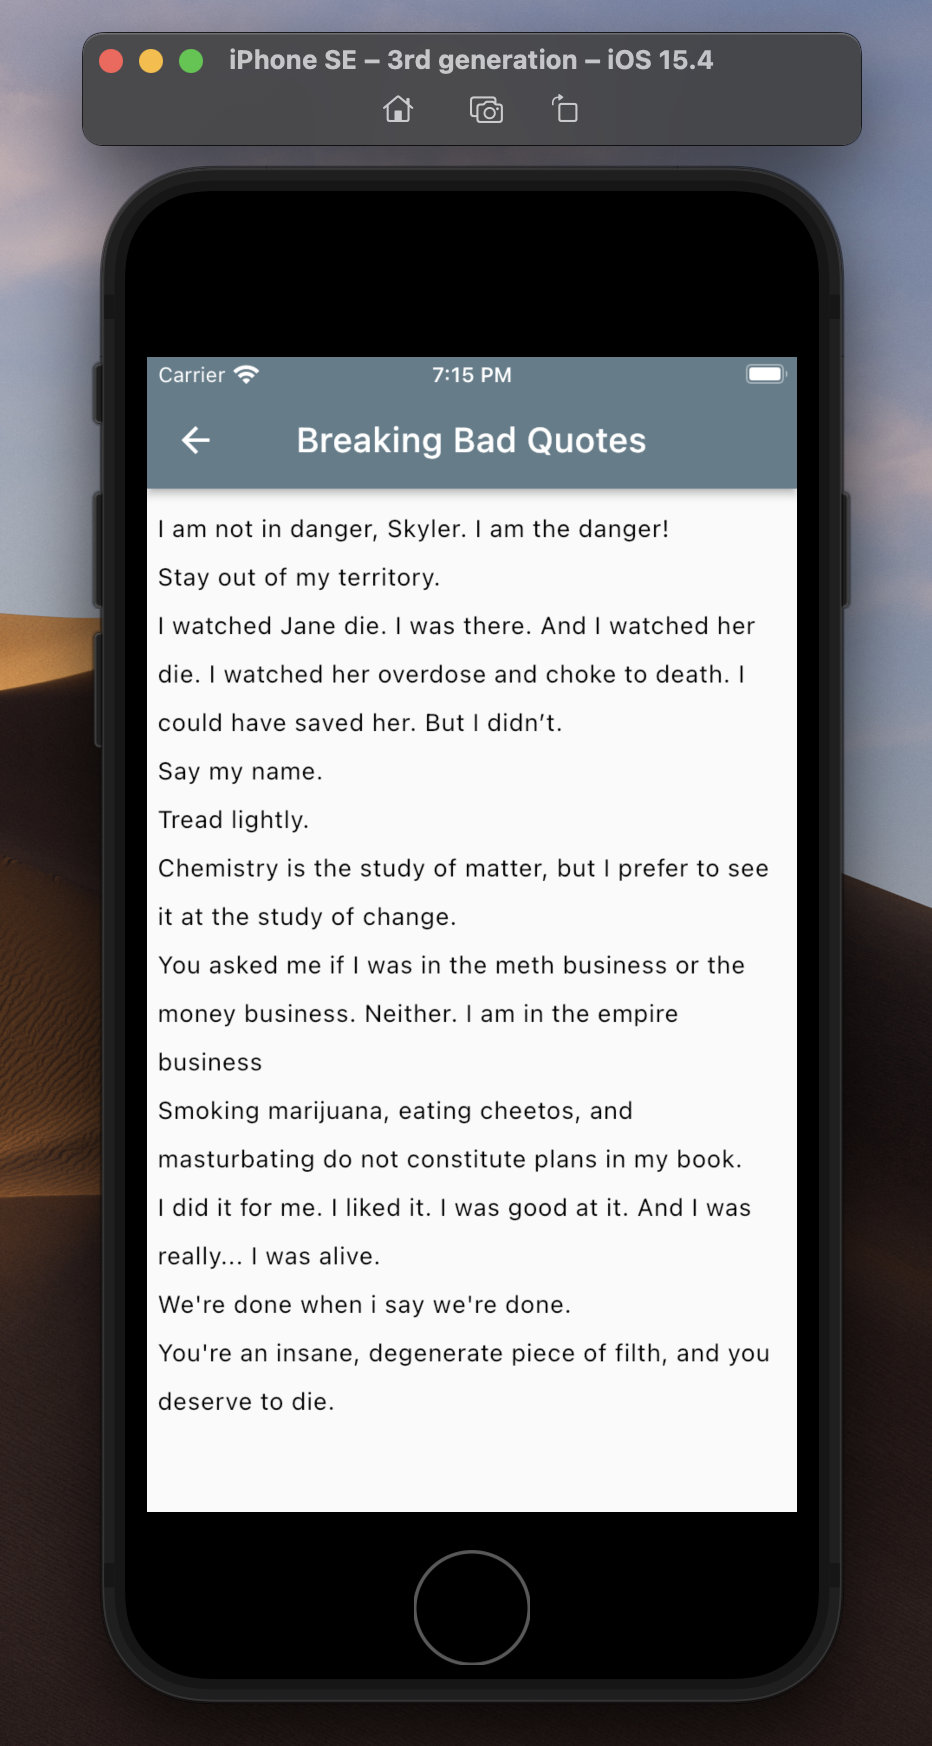 iPhone SE – 3rd generation – iOS 15.4
Carrier 7:15 PM
Breaking Bad Quotes
I am not in danger, Skyler. I am the danger!
Stay out of my territory.
I watched Jane die. I was there. And I watched her
die. I watched her overdose and choke to death. I
could have saved her. But I didn’t.
Say my name.
Tread lightly.
Chemistry is the study of matter, but I prefer to see
it at the study of change.
You asked me if I was in the meth business or the
money business. Neither. I am in the empire
business
Smoking marijuana, eating cheetos, and
masturbating do not constitute plans in my book.
I did it for me. I liked it. I was good at it. And I was
really... I was alive.
We're done when i say we're done.
You're an insane, degenerate piece of filth, and you
deserve to die.